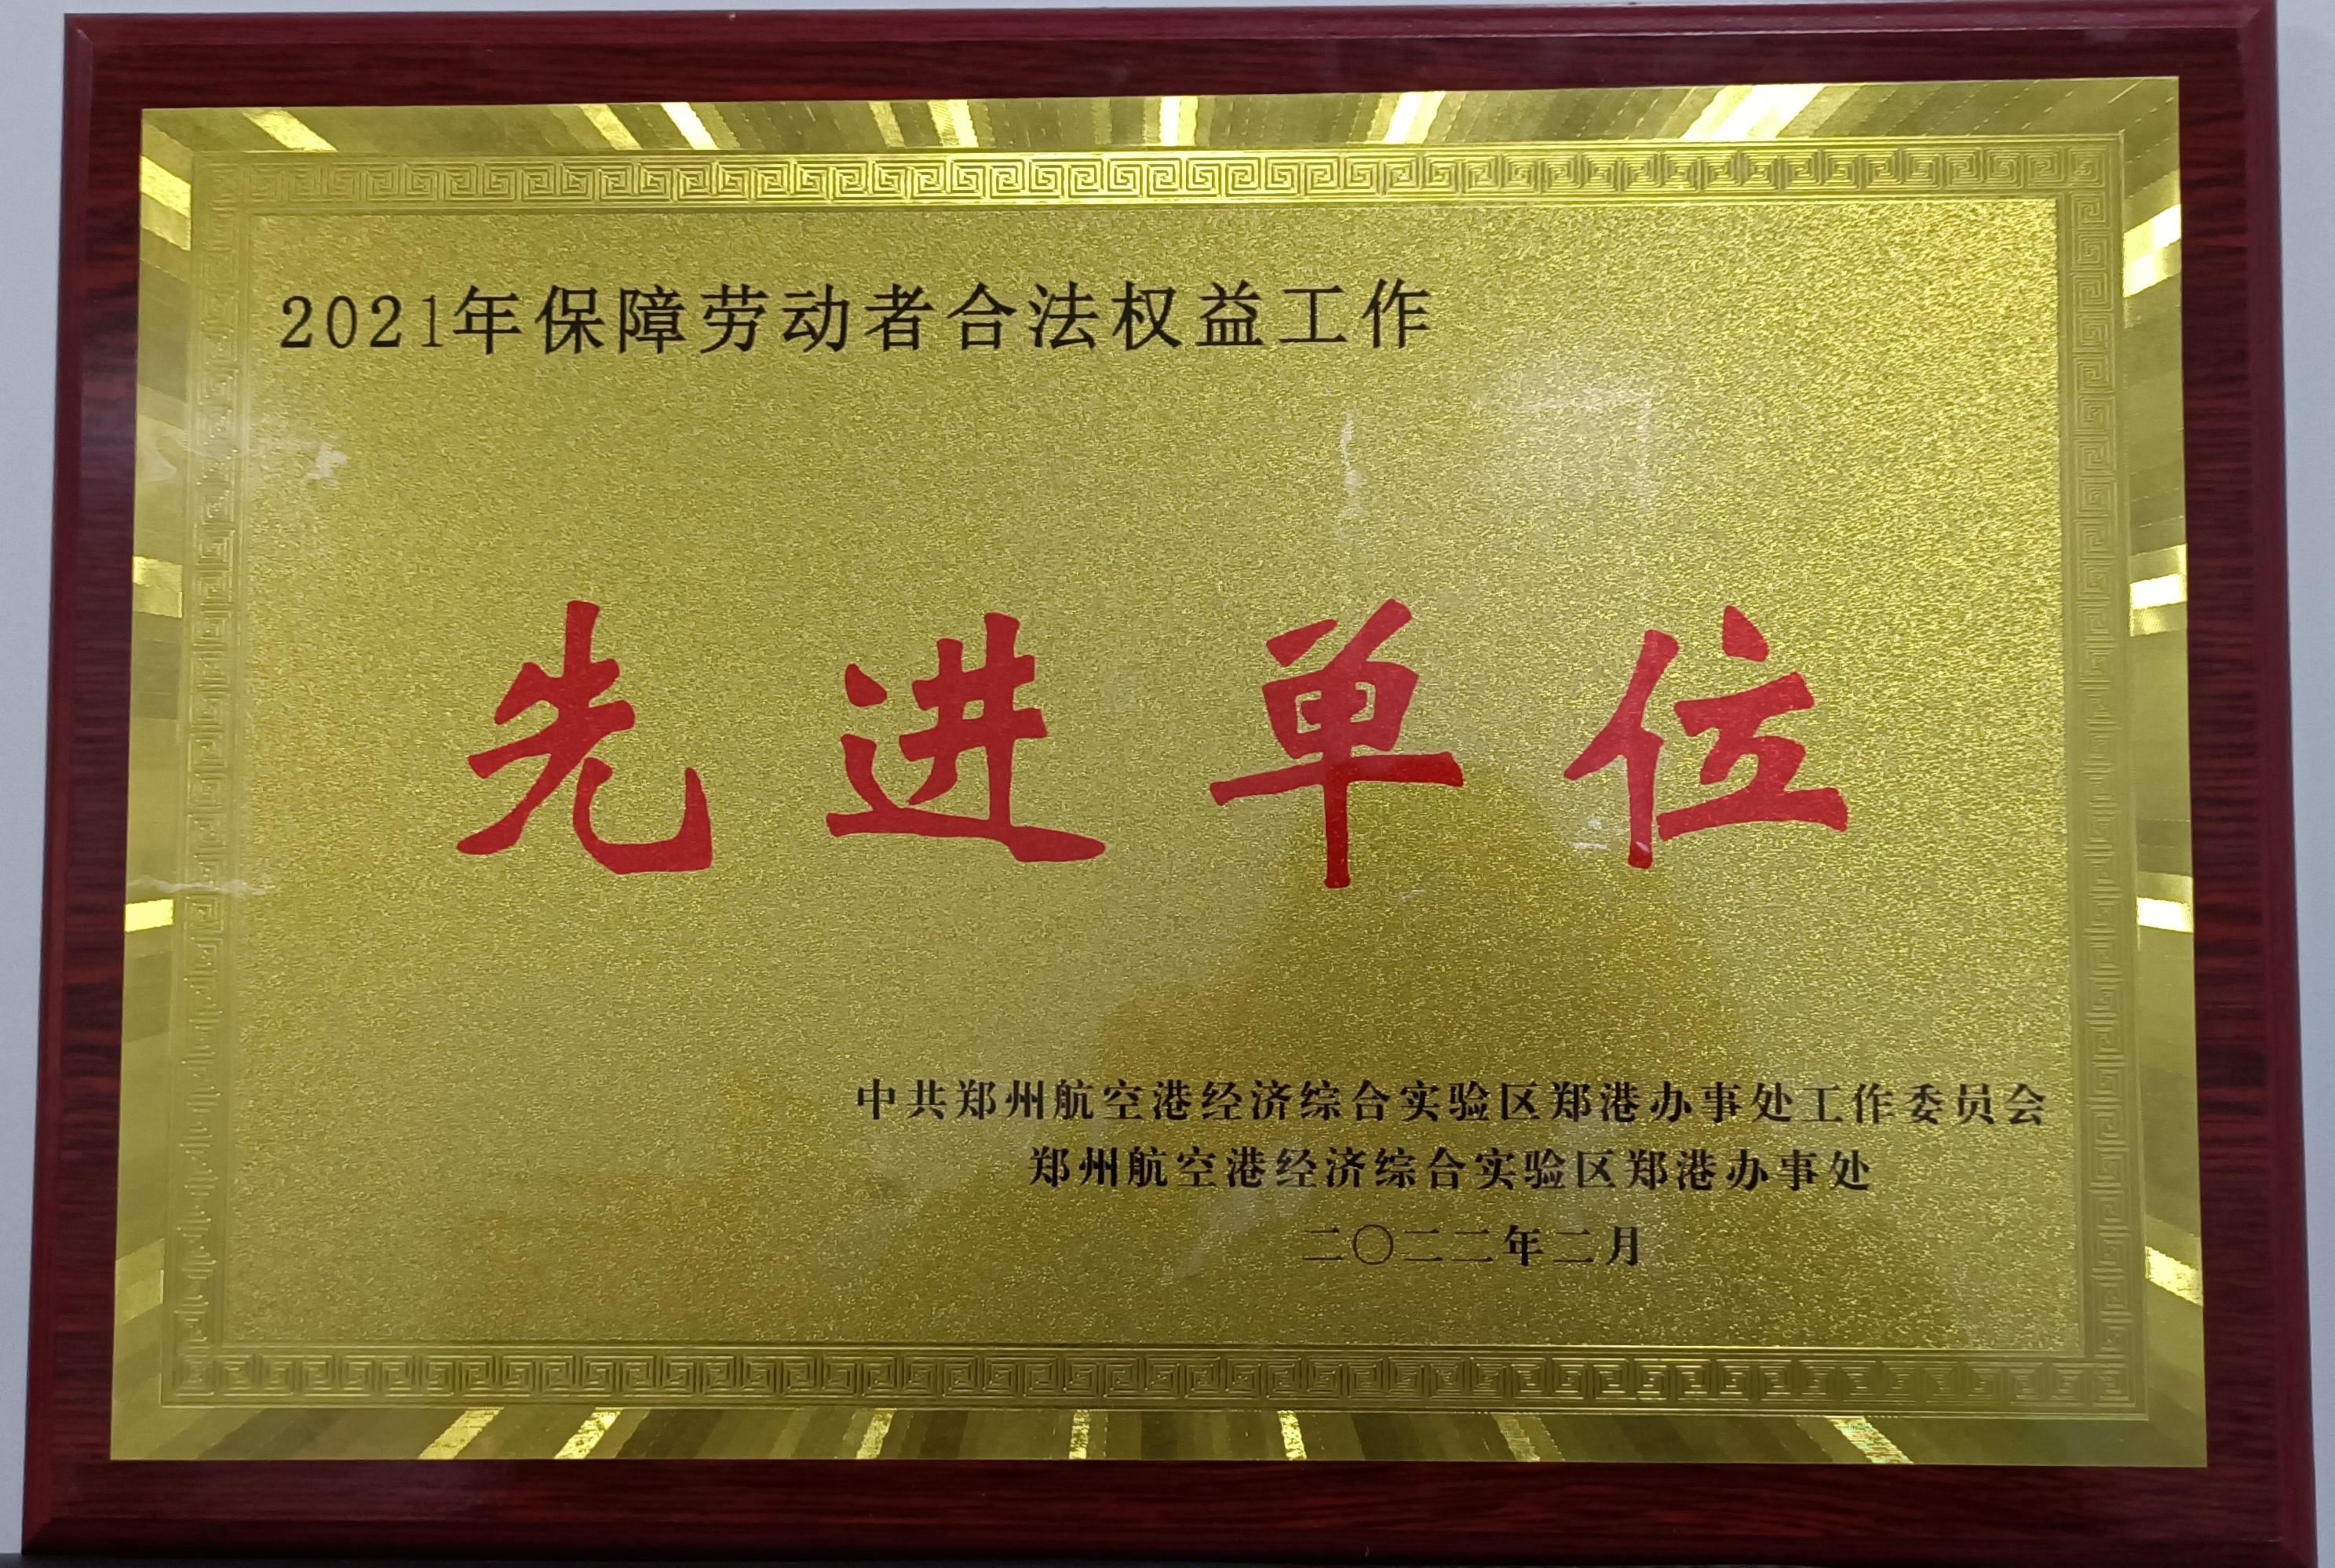 2021年保障劳动者合法权益工作
先进单位
中共郑州航空港经济综合实验区郑港办事处工作委员会
郑州航空港经济综合实验区郑港办事处
二〇二二年二月